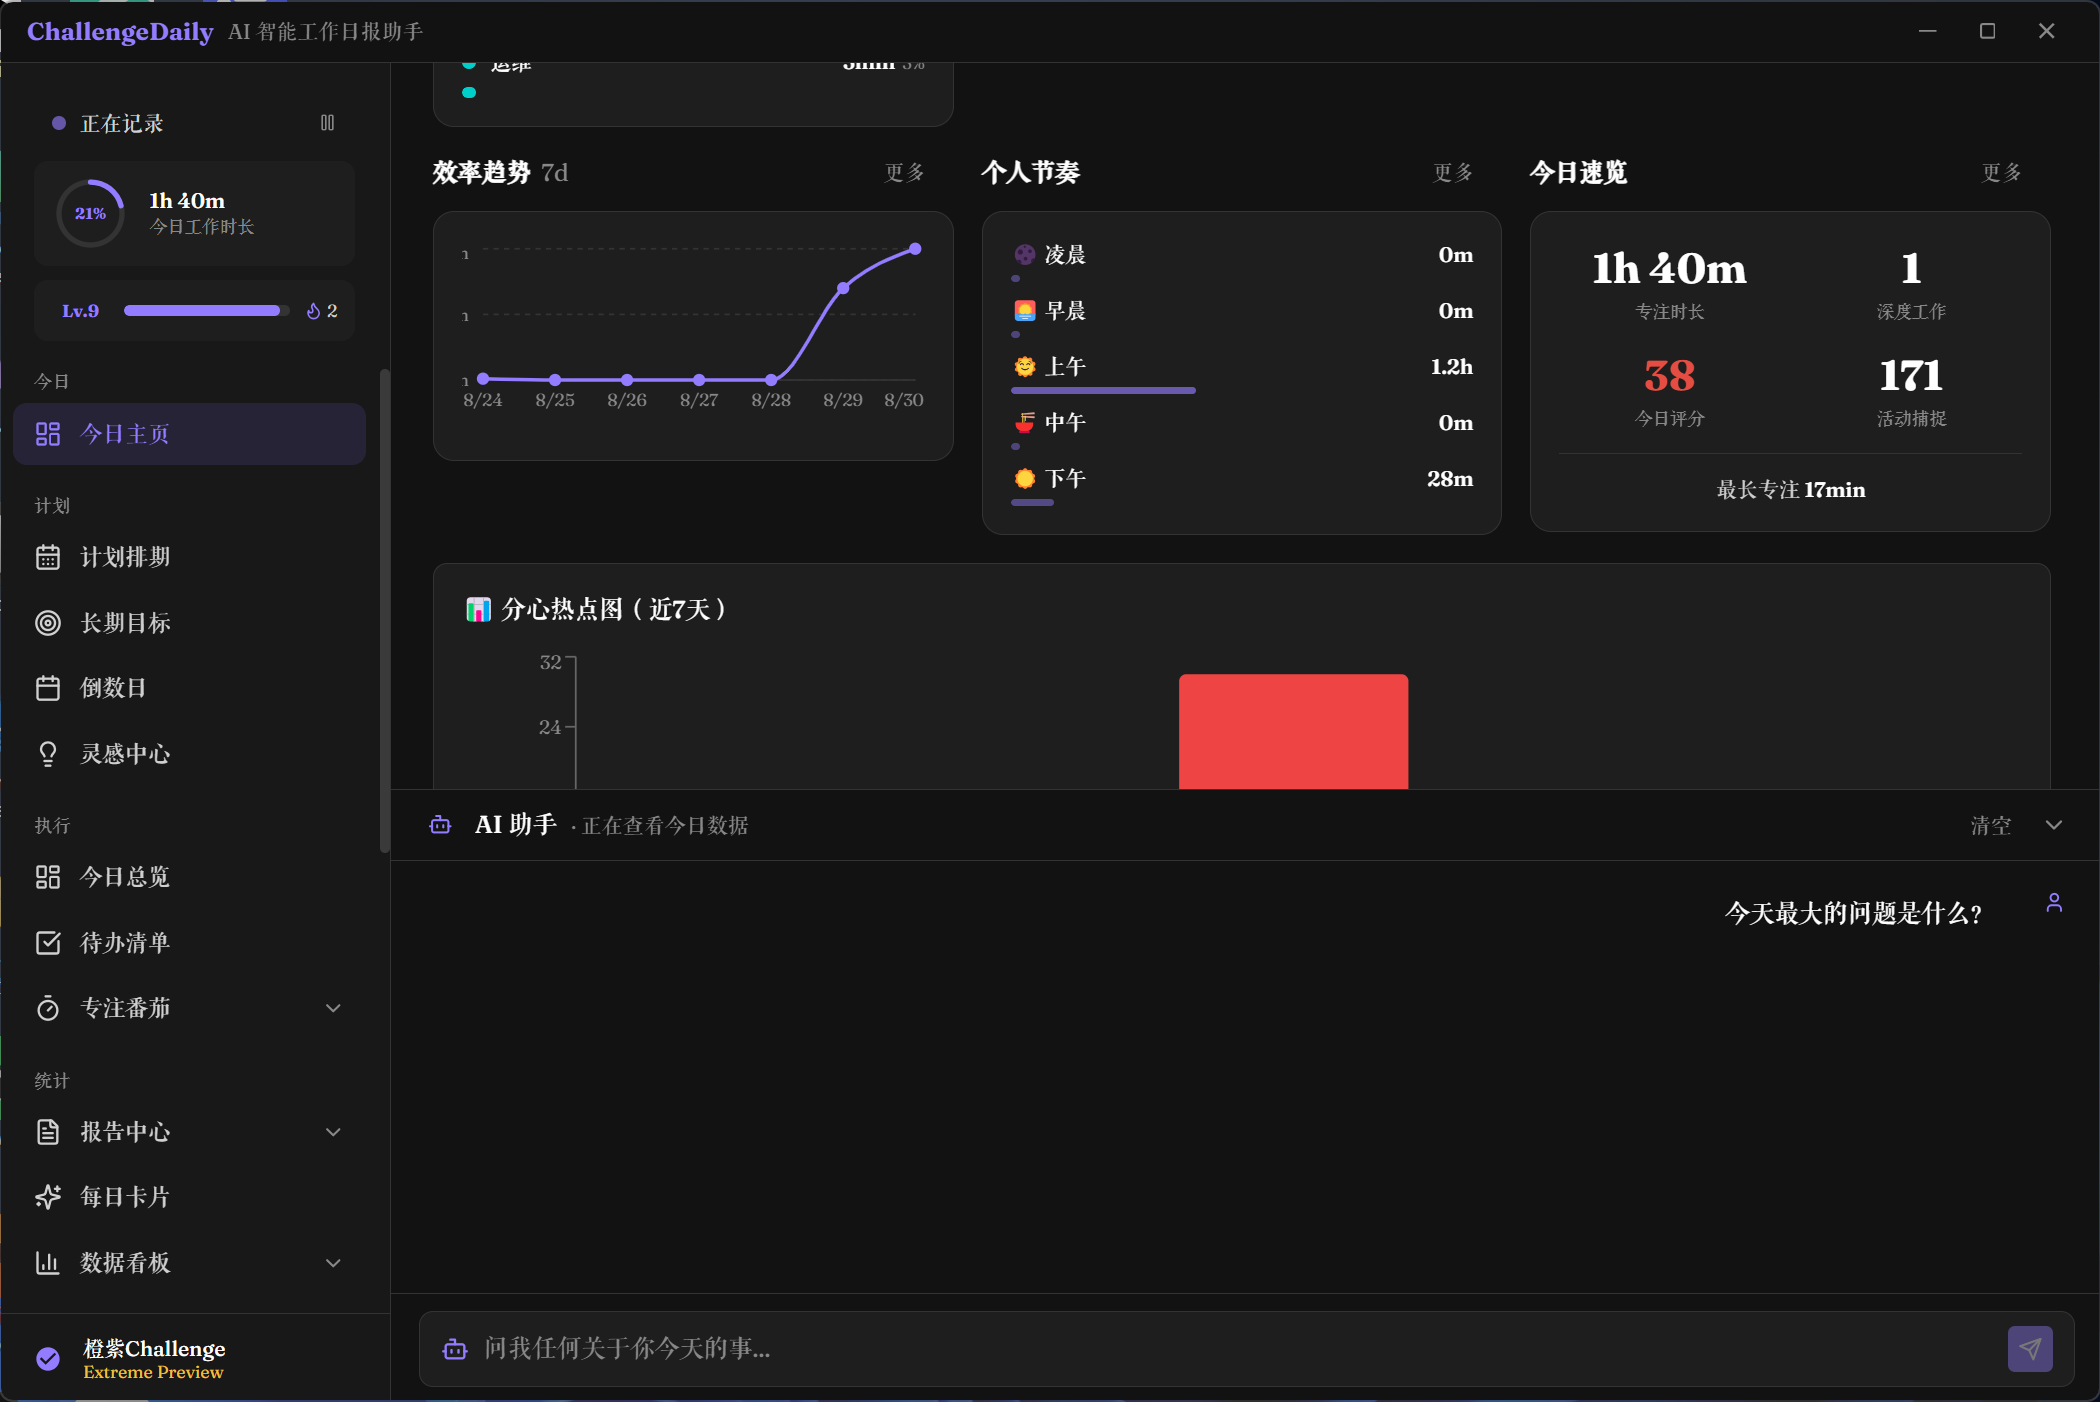 ChallengeDaily AI 智能工作日报助手
正在记录
21%
1h 40m
今日工作时长
Lv.9
2
今日
今日主页
计划
计划排期
长期目标
倒数日
灵感中心
执行
今日总览
待办清单
专注番茄
统计
报告中心
每日卡片
数据看板
橙紫Challenge
Extreme Preview
运维 3min 3%
效率趋势 7d 更多
8/24 8/25 8/26 8/27 8/28 8/29 8/30
个人节奏 更多
凌晨 0m
早晨 0m
上午 1.2h
中午 0m
下午 28m
今日速览 更多
1h 40m
专注时长
1
深度工作
38
今日评分
171
活动捕捉
最长专注 17min
分心热点图（近7天）
32
24
AI 助手 · 正在查看今日数据 清空
今天最大的问题是什么?
问我任何关于你今天的事...